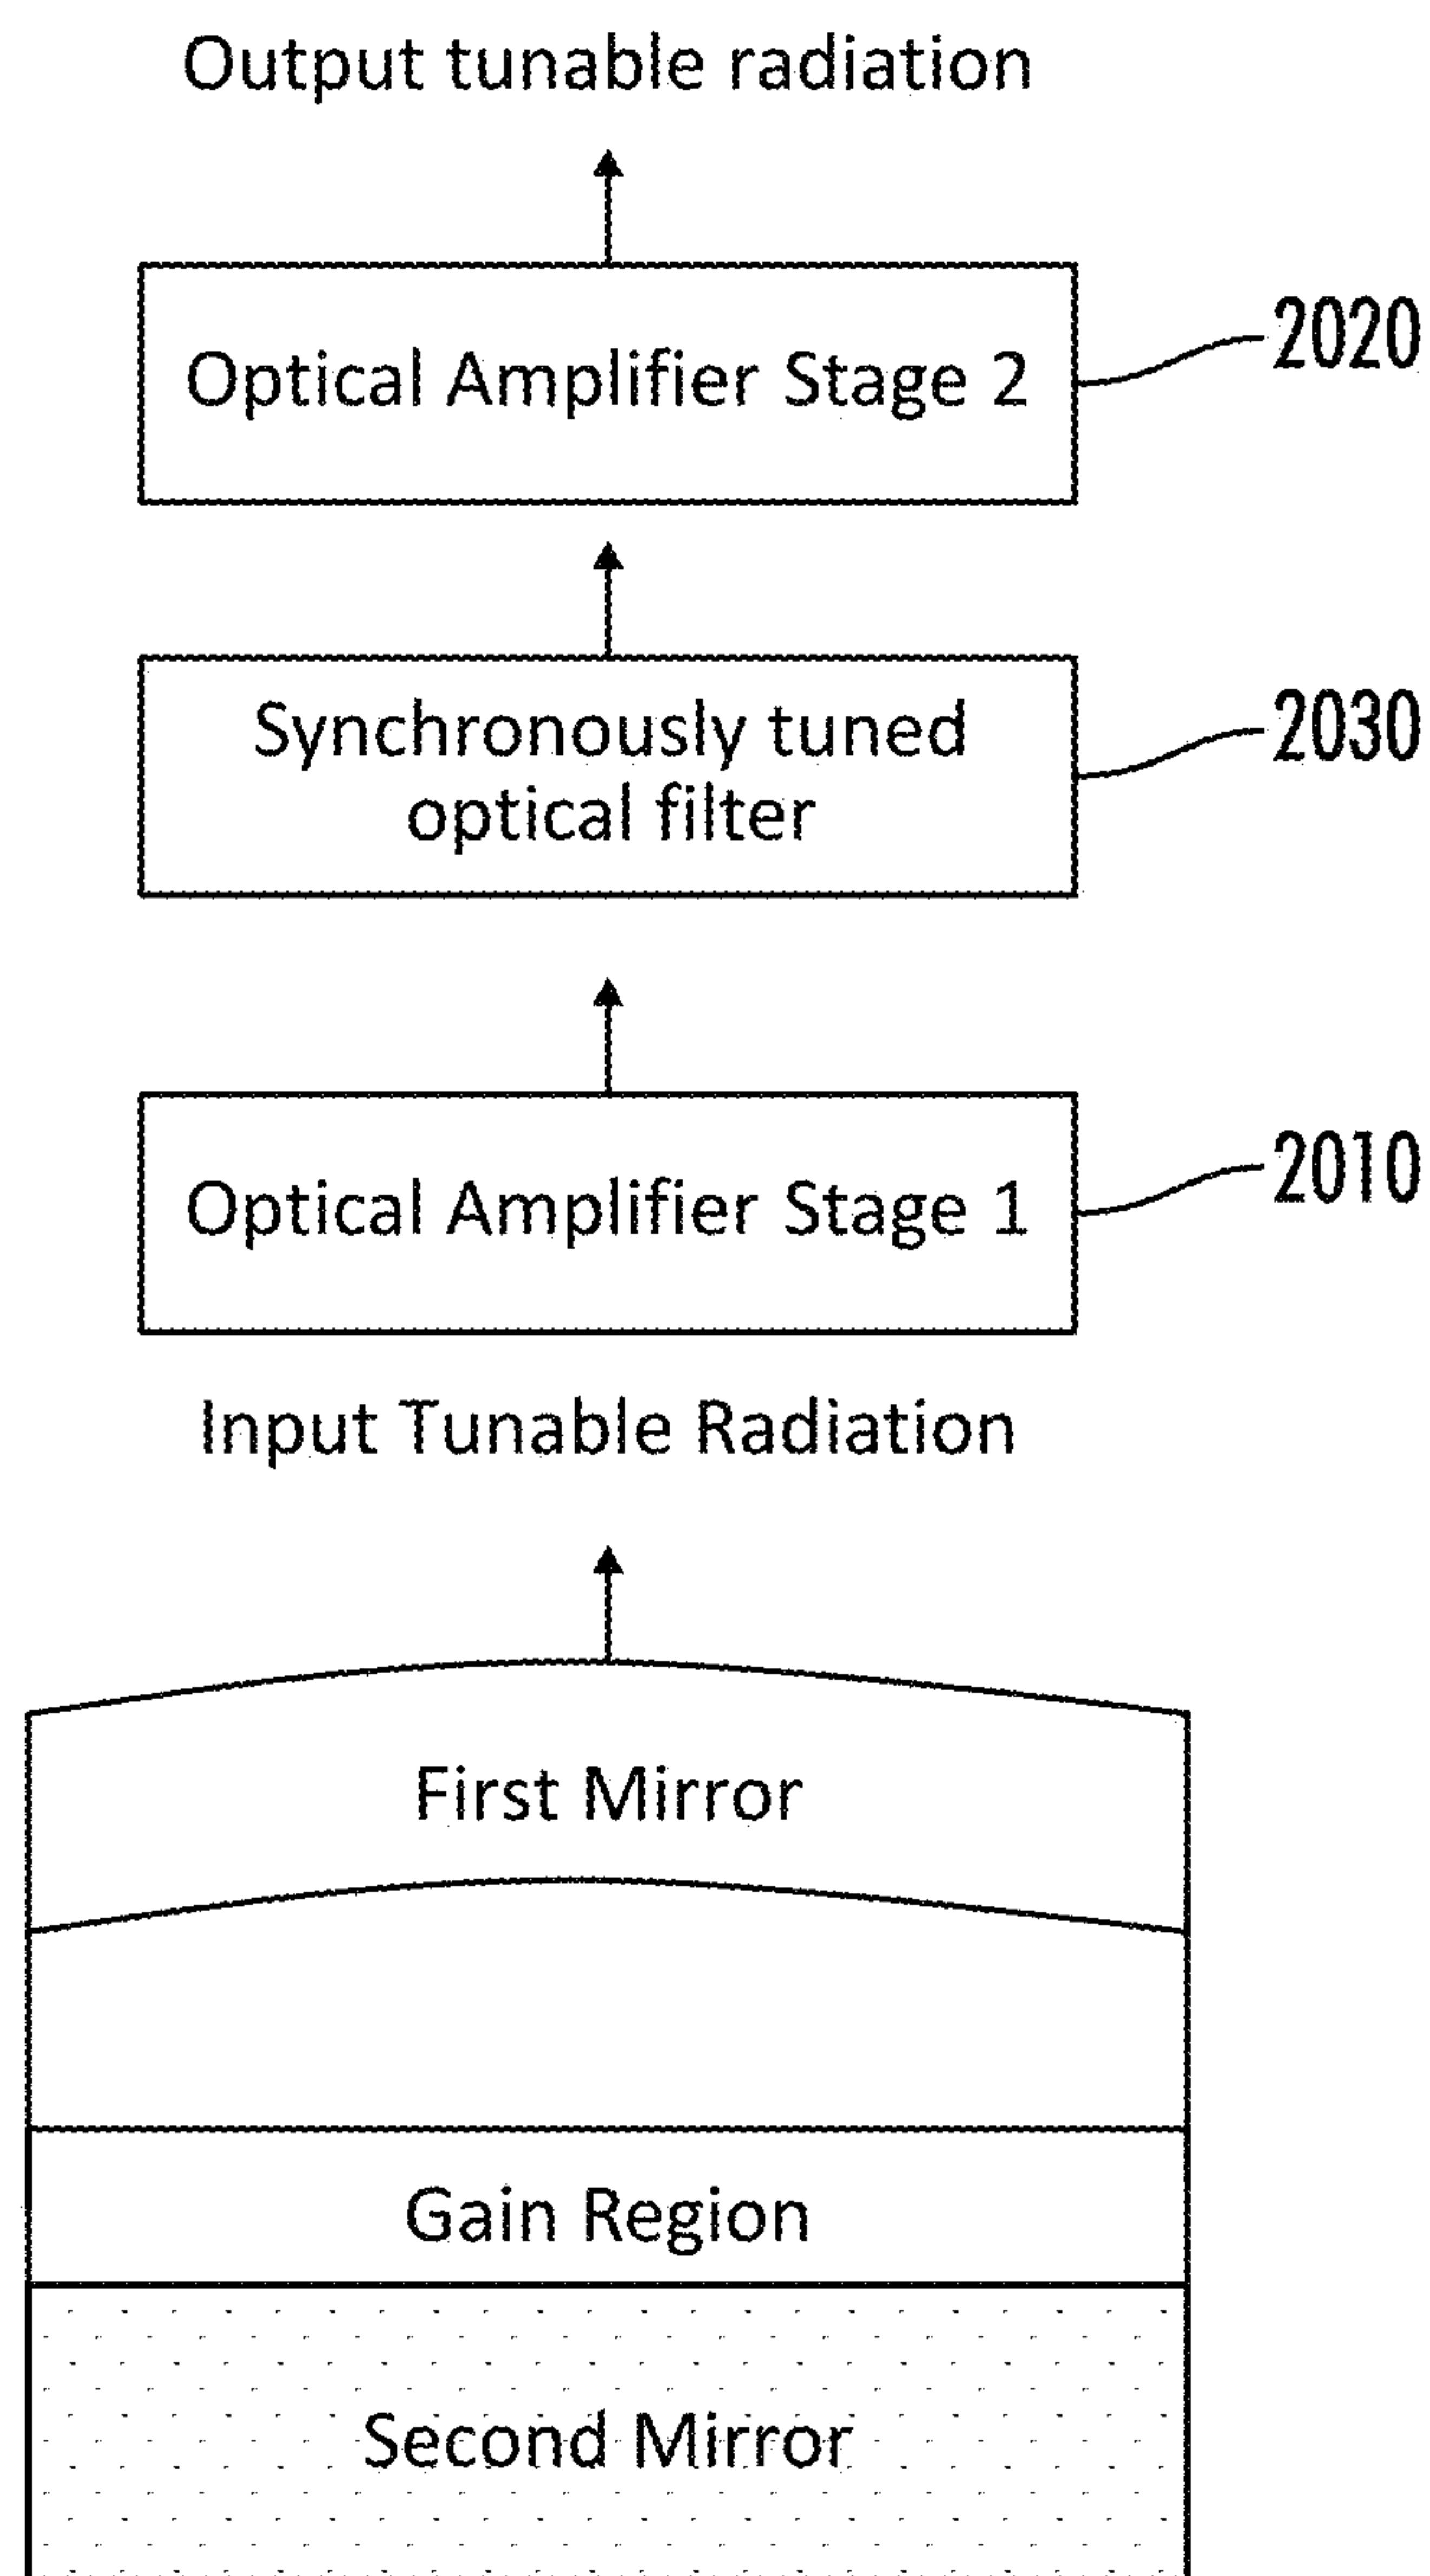 Output tunable radiation
Optical Amplifier Stage 2
2020
Synchronously tuned
optical filter
2030
Optical Amplifier Stage 1
2010
Input Tunable Radiation
First Mirror
Gain Region
Second Mirror